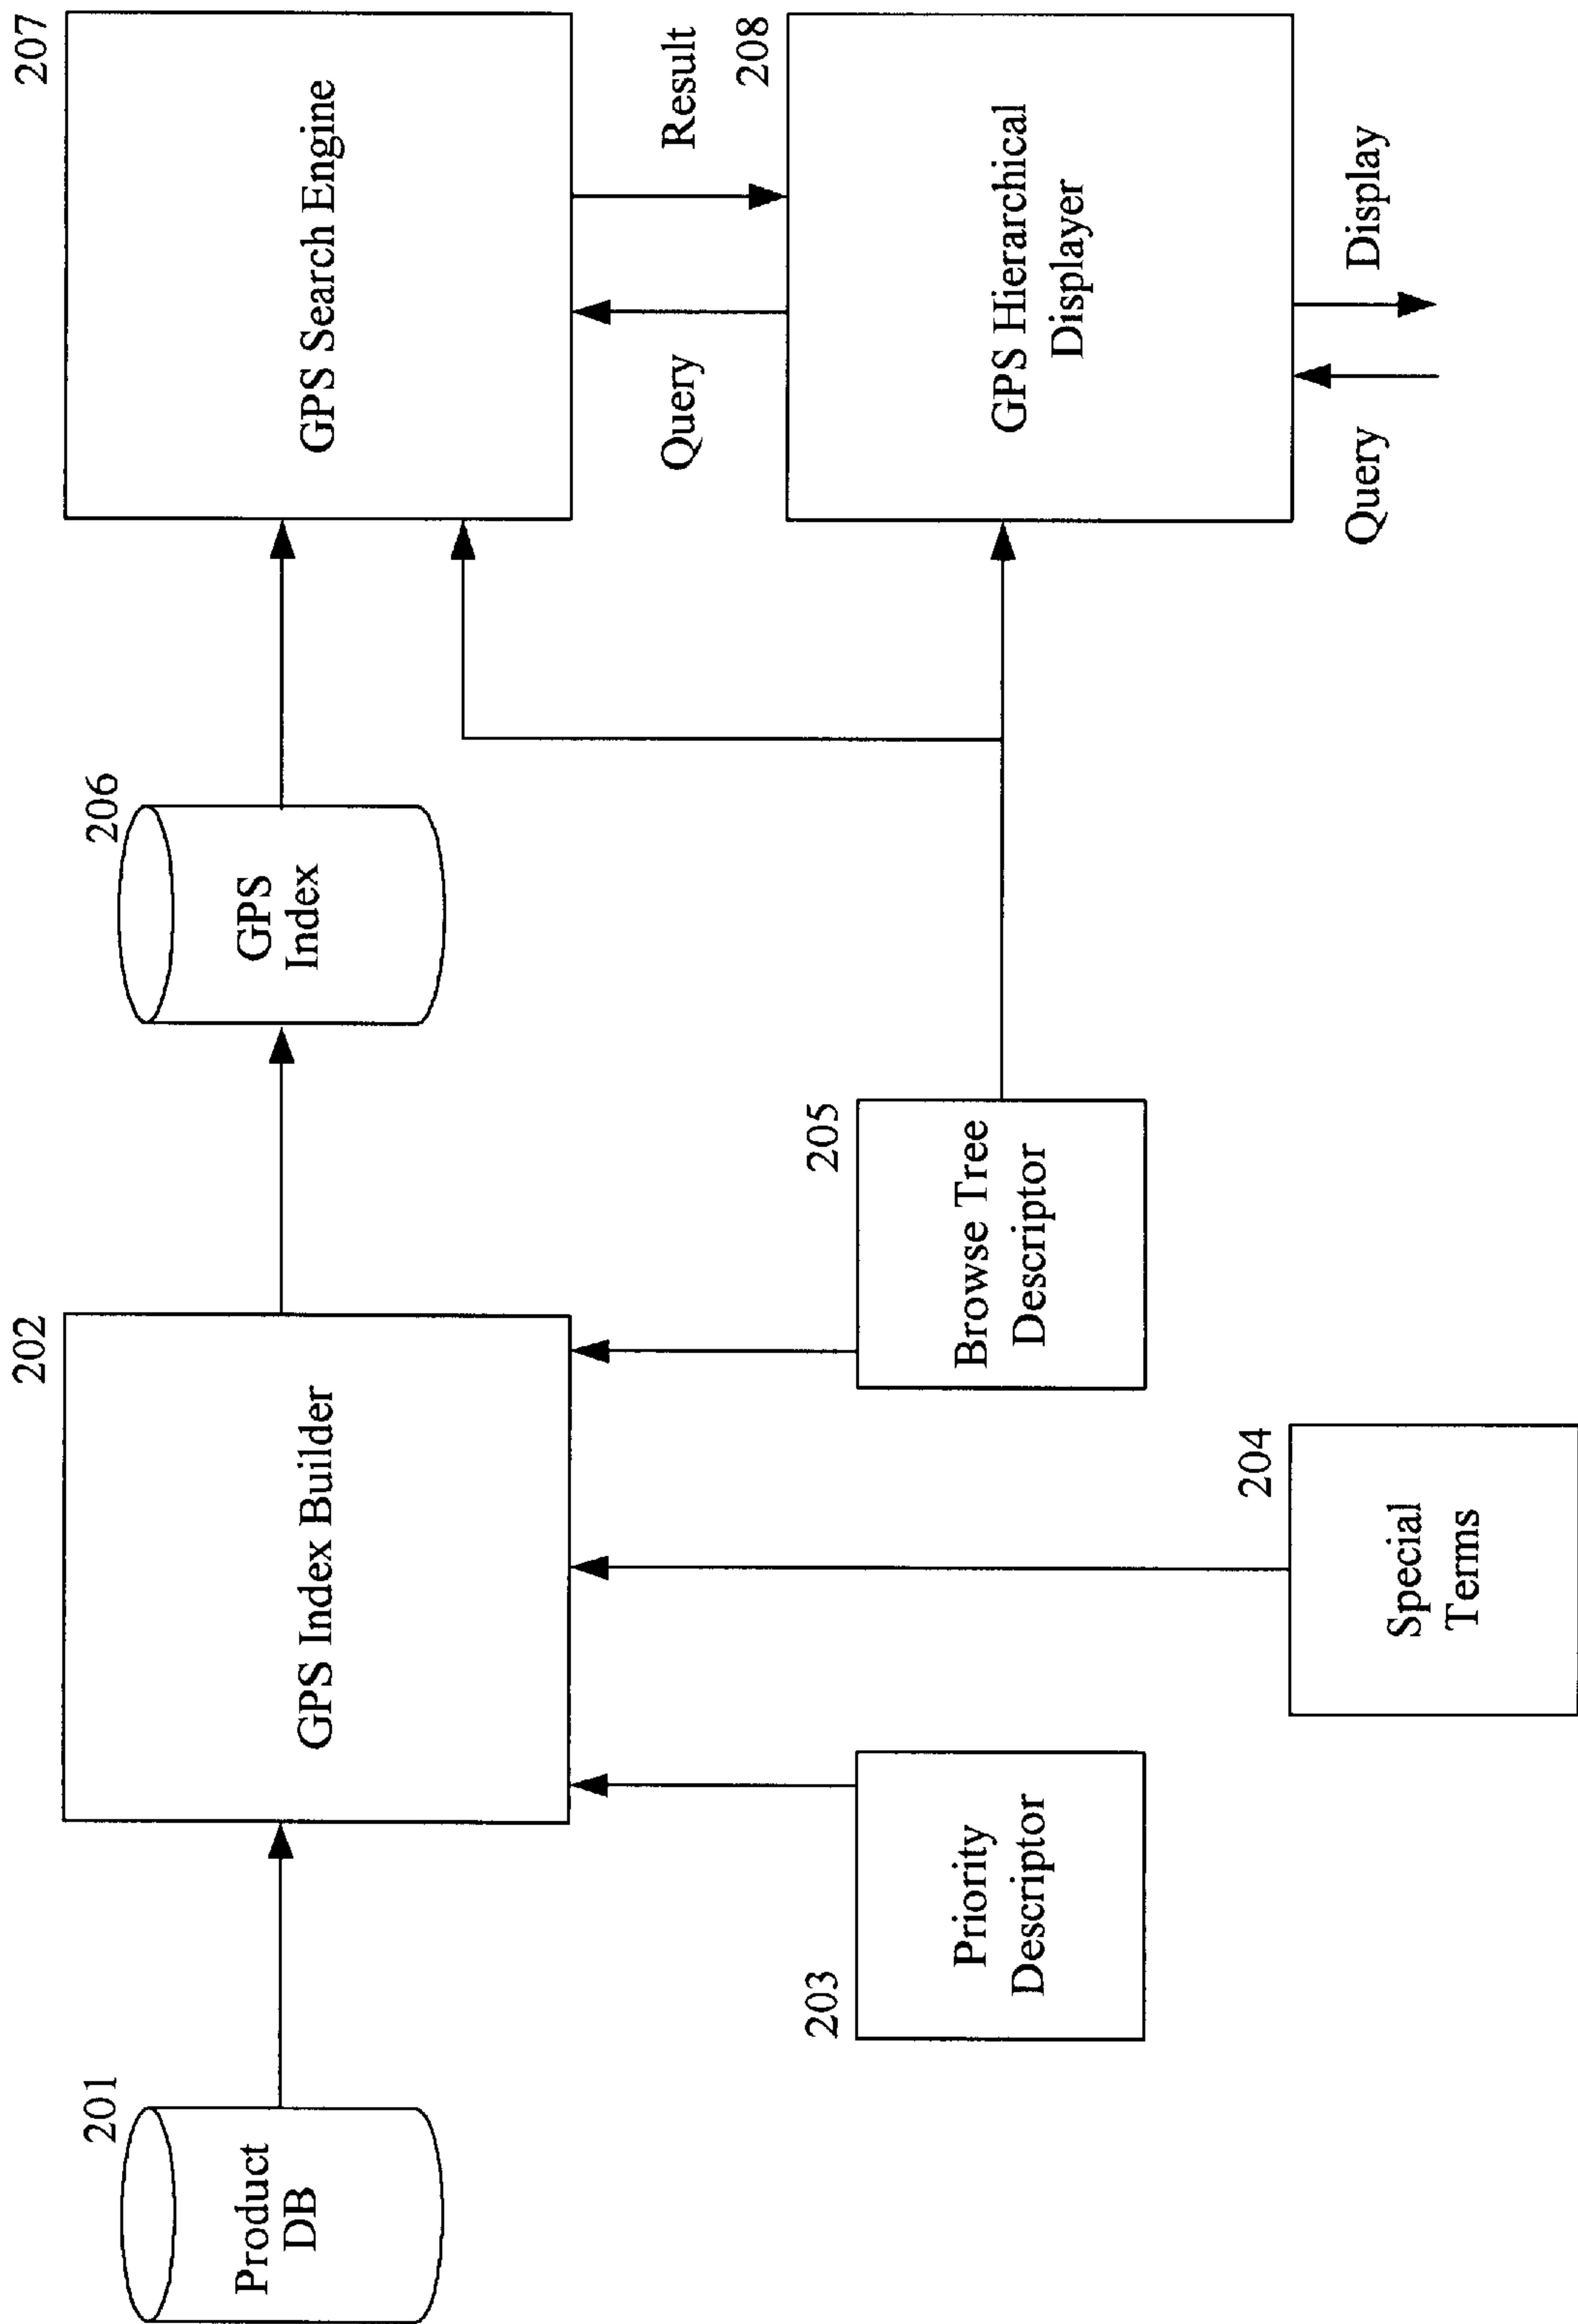 201
Product
DB
202
GPS Index Builder
203
Priority
Descriptor
204
Special
Terms
205
Browse Tree
Descriptor
206
GPS
Index
207
GPS Search Engine
Query
Result
208
GPS Hierarchical
Displayer
Query
Display